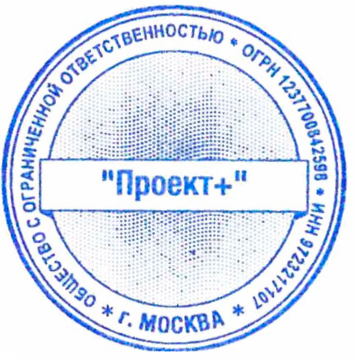 ОБЩЕСТВО С ОГРАНИЧЕННОЙ ОТВЕТСТВЕННОСТЬЮ * ОГРН 1237700842598 * ИНН 9723217107 *
"Проект+"
* г. МОСКВА *